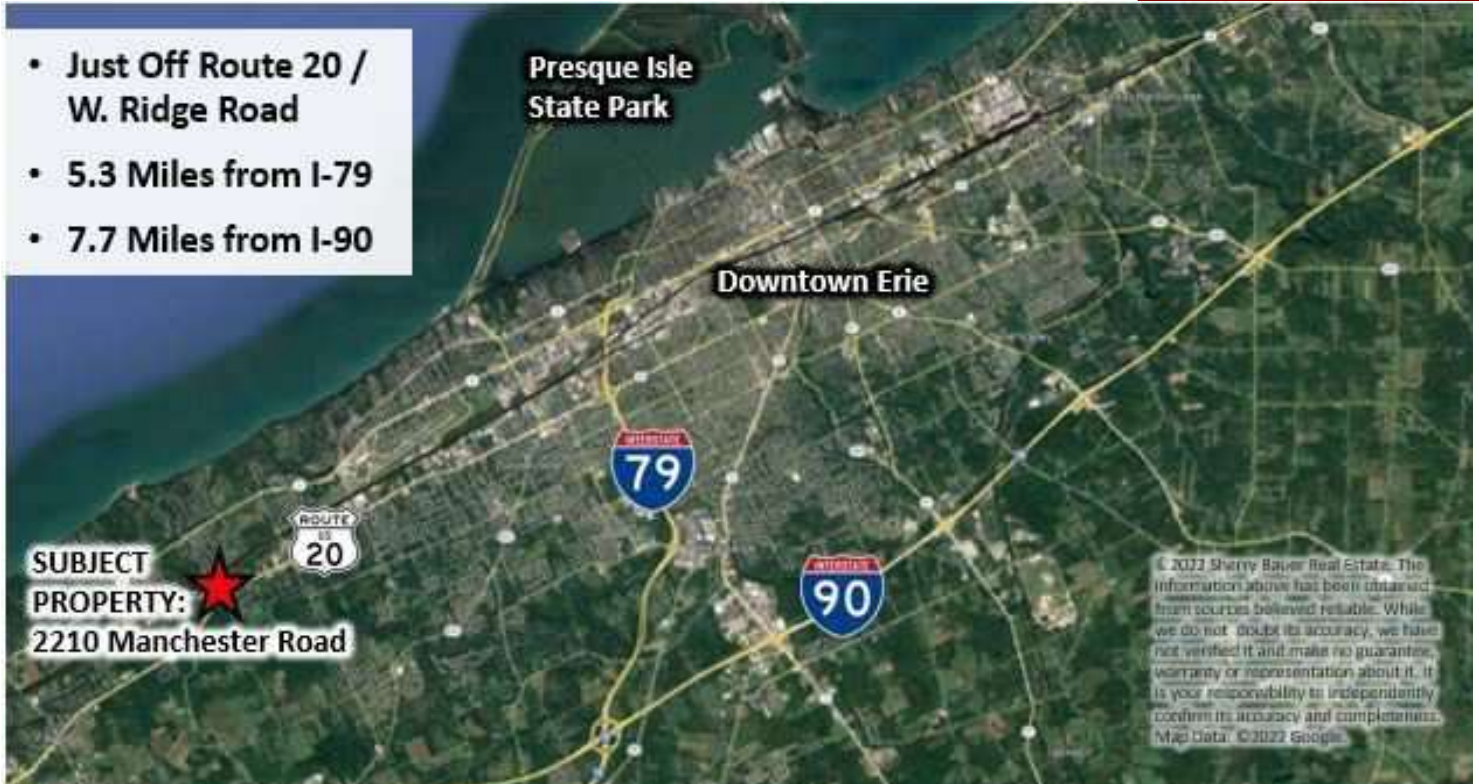 • Just Off Route 20 /
W. Ridge Road
• 5.3 Miles from I-79
• 7.7 Miles from I-90
Presque Isle
State Park
Downtown Erie
INTERSTATE
79
ROUTE
US
20
INTERSTATE
90
SUBJECT
PROPERTY:
2210 Manchester Road
© 2022 Sherry Bauer Real Estate. The
information above has been obtained
from sources believed reliable. While
we do not doubt its accuracy, we have
not verified it and make no guarantee,
warranty or representation about it. It
is your responsibility to independently
confirm its accuracy and completeness.
Map Data: ©2022 Google.